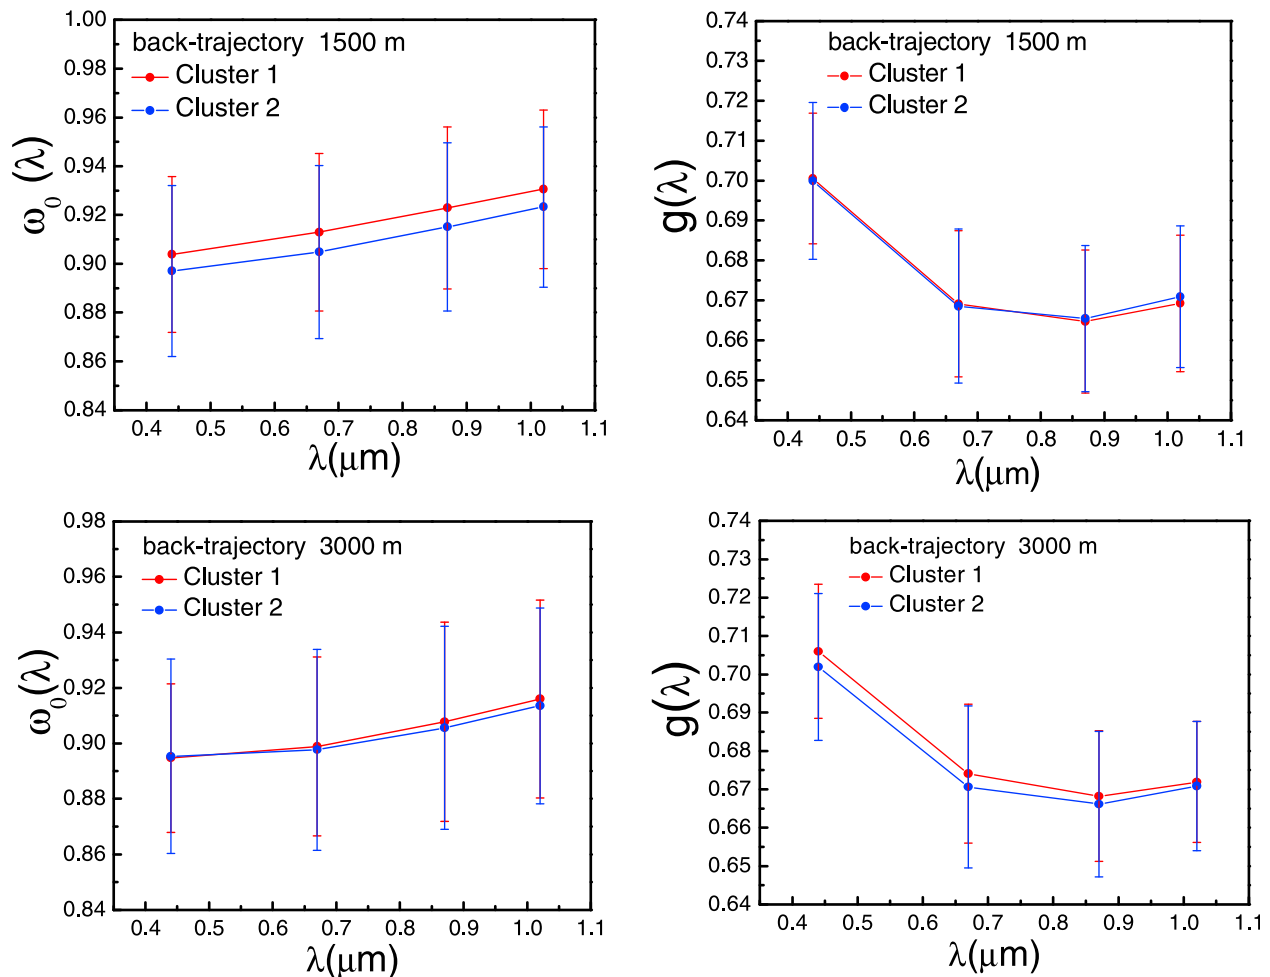 1.00
0.98
0.96
0.94
0.92
0.90
0.88
0.86
0.84
ω0 (λ)
back-trajectory 1500 m
Cluster 1
Cluster 2
0.4 0.5 0.6 0.7 0.8 0.9 1.0 1.1
λ(μm)
0.74
0.73
0.72
0.71
0.70
0.69
0.68
0.67
0.66
0.65
0.64
g(λ)
back-trajectory 1500 m
Cluster 1
Cluster 2
0.4 0.5 0.6 0.7 0.8 0.9 1.0 1.1
λ(μm)
0.98
0.96
0.94
0.92
0.90
0.88
0.86
0.84
ω0(λ)
back-trajectory 3000 m
Cluster 1
Cluster 2
0.4 0.5 0.6 0.7 0.8 0.9 1.0 1.1
λ(μm)
0.74
0.73
0.72
0.71
0.70
0.69
0.68
0.67
0.66
0.65
0.64
g(λ)
back-trajectory 3000 m
Cluster 1
Cluster 2
0.4 0.5 0.6 0.7 0.8 0.9 1.0 1.1
λ(μm)